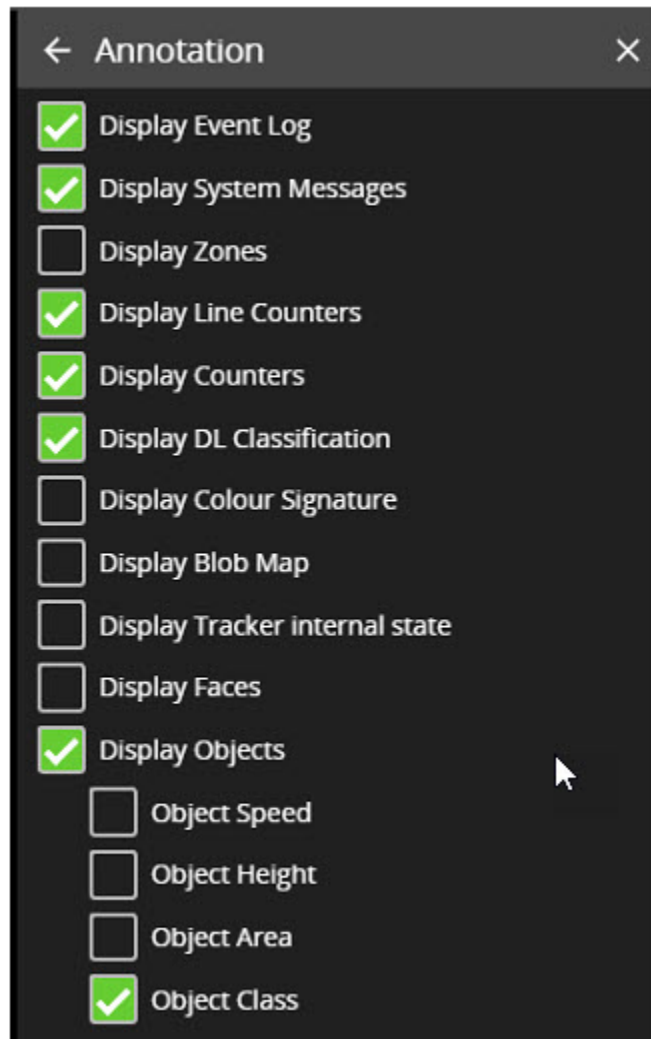 Annotation
Display Event Log
Display System Messages
Display Zones
Display Line Counters
Display Counters
Display DL Classification
Display Colour Signature
Display Blob Map
Display Tracker internal state
Display Faces
Display Objects
Object Speed
Object Height
Object Area
Object Class